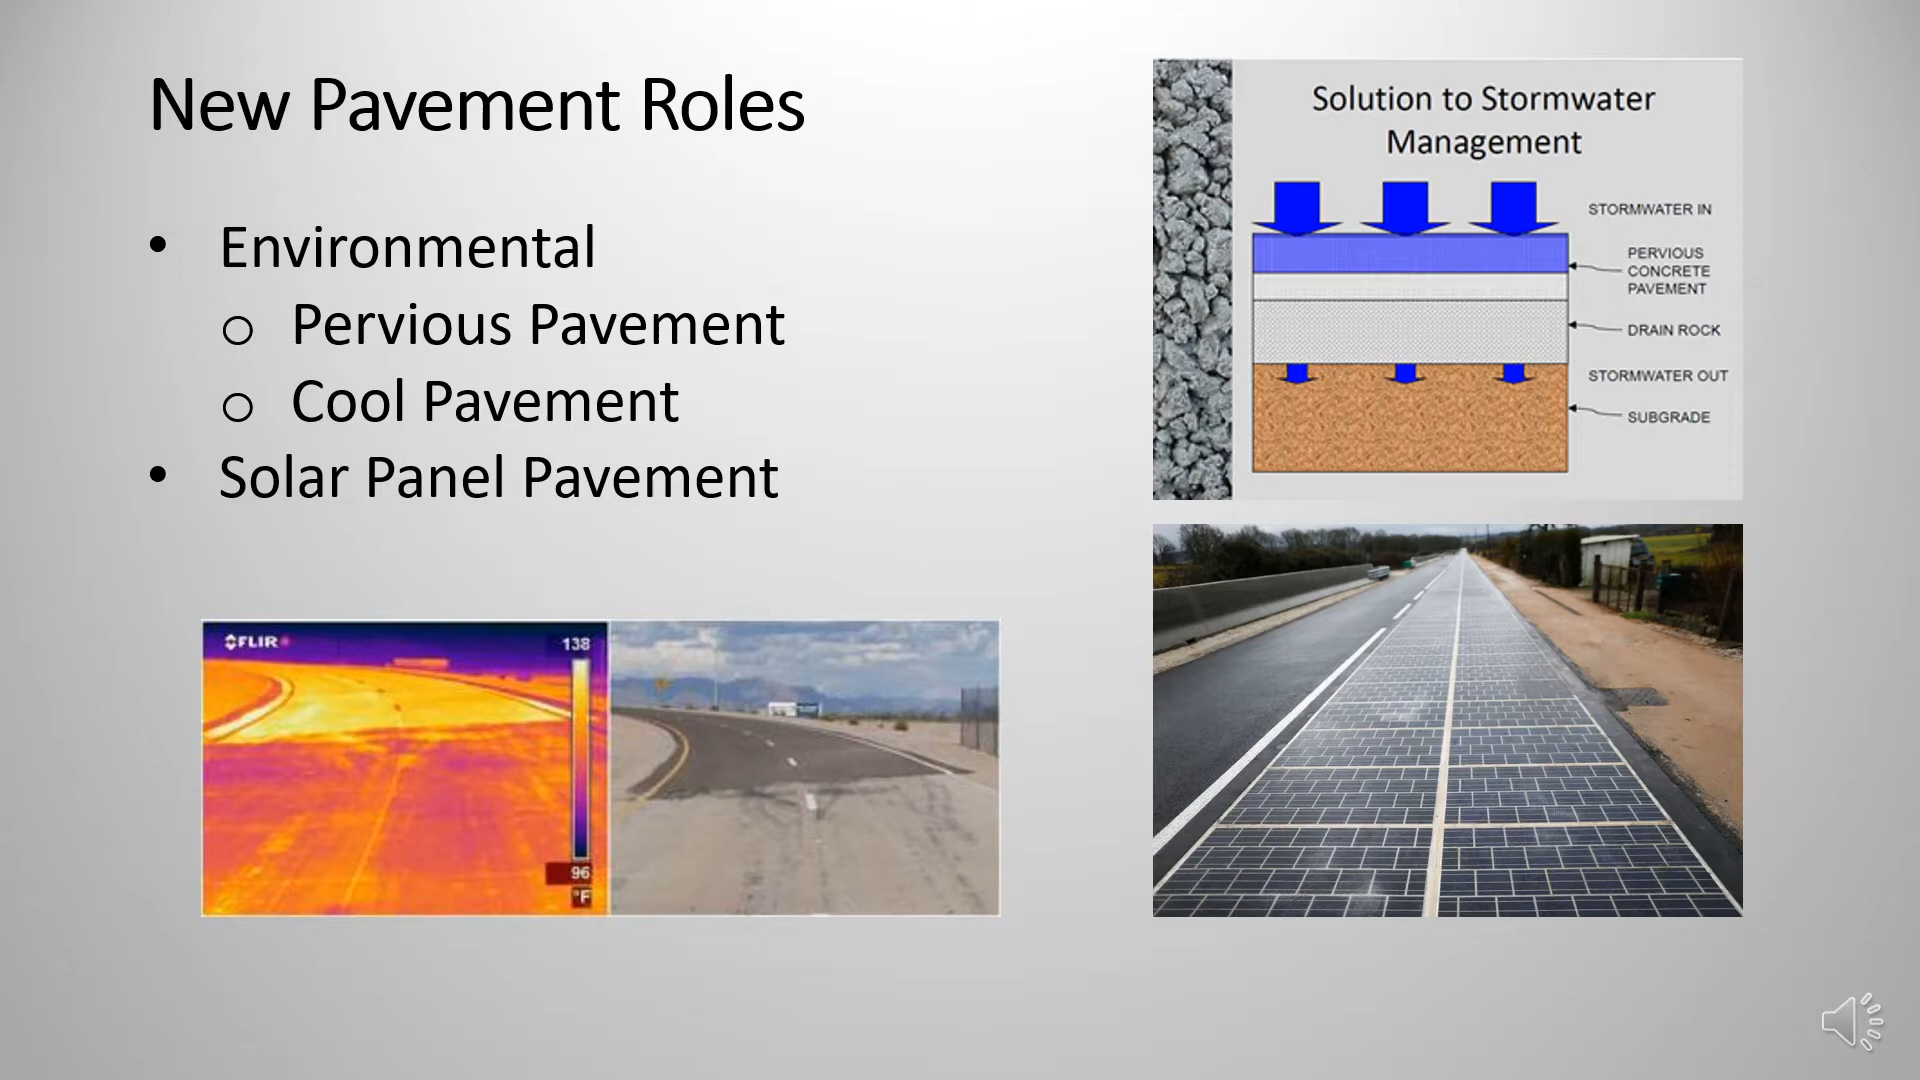 New Pavement Roles
• Environmental
o Pervious Pavement
o Cool Pavement
• Solar Panel Pavement
Solution to Stormwater
Management
STORMWATER IN
PERVIOUS
CONCRETE
PAVEMENT
DRAIN ROCK
STORMWATER OUT
SUBGRADE
FLIR
138
96
°F